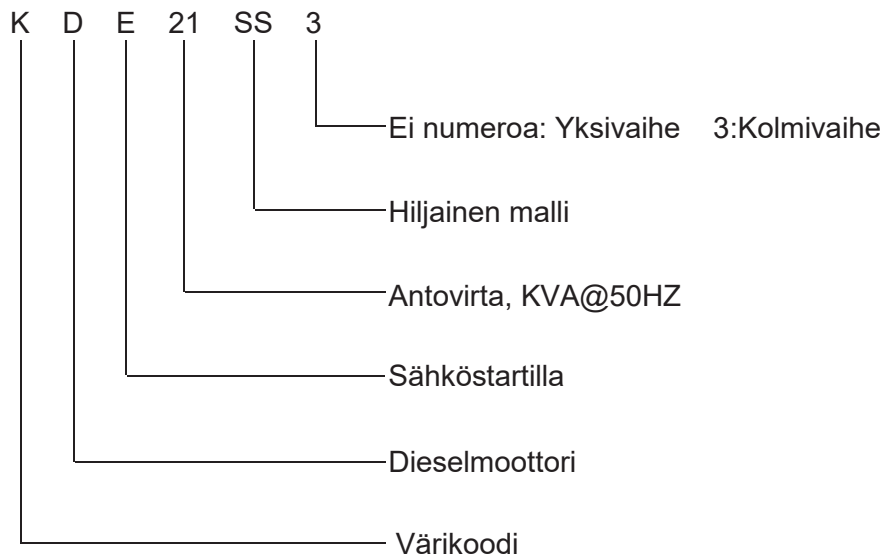 K D E 21 SS 3
Ei numeroa: Yksivaihe 3:Kolmivaihe
Hiljainen malli
Antovirta, KVA@50HZ
Sähköstartilla
Dieselmoottori
Värikoodi